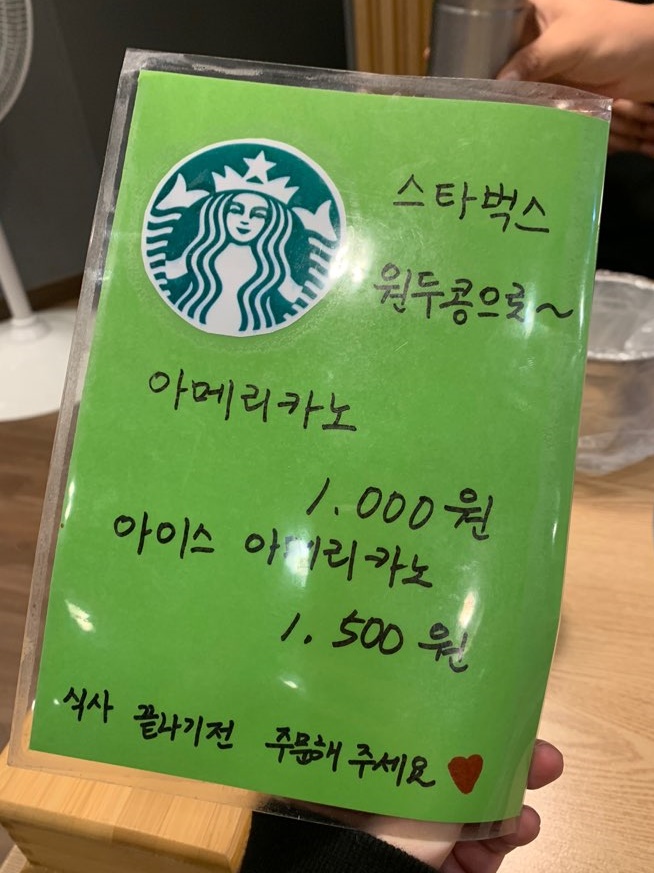 스타벅스
원두콩으로~
아메리카노
1.000원
아이스 아메리카노
1.500원
식사 끝나기전 주문해 주세요